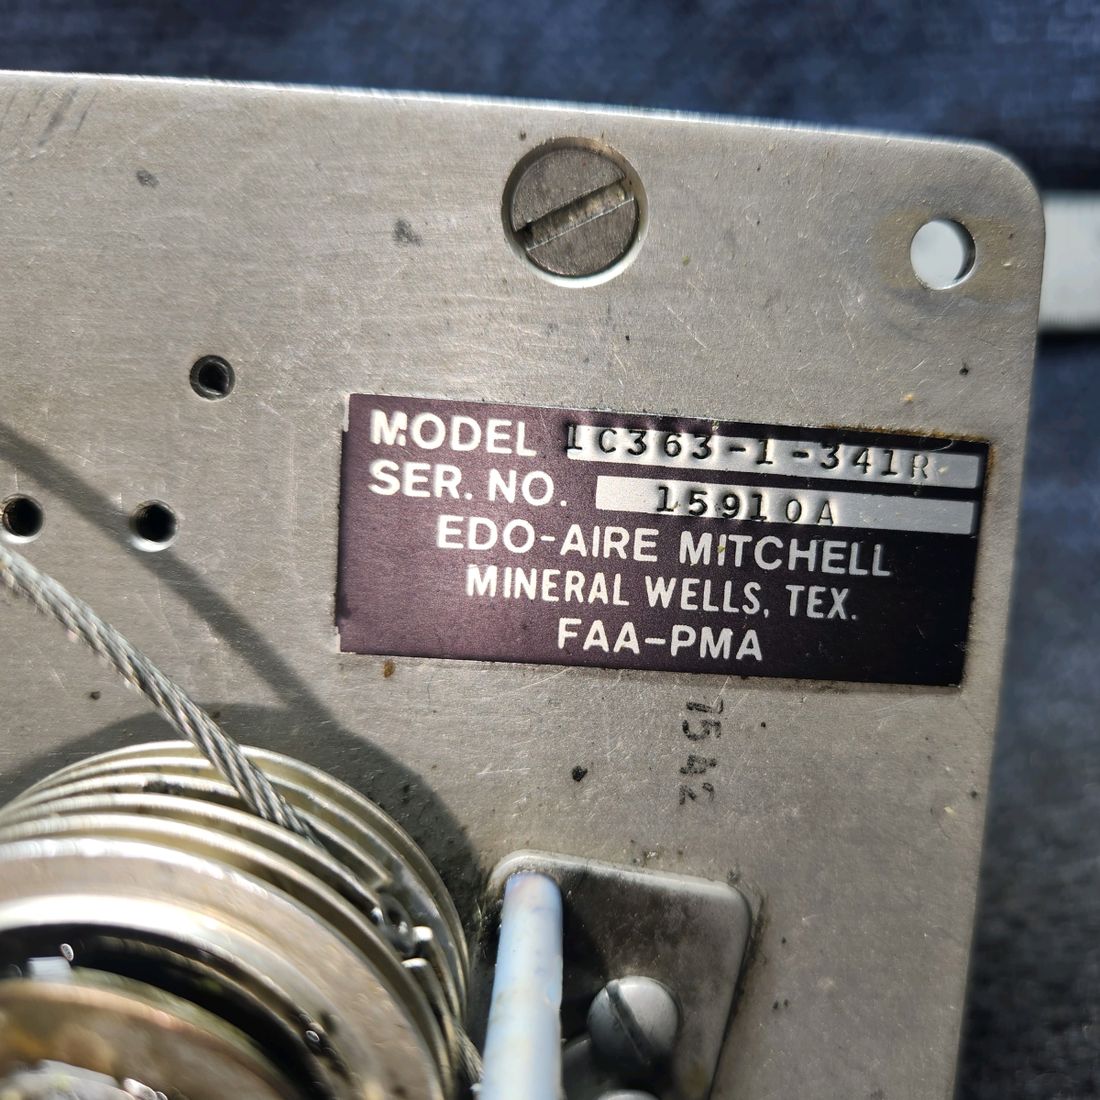 MODEL 1C363-1-341R
SER. NO. 15910A
EDO-AIRE MITCHELL
MINERAL WELLS, TEX.
FAA-PMA
7542